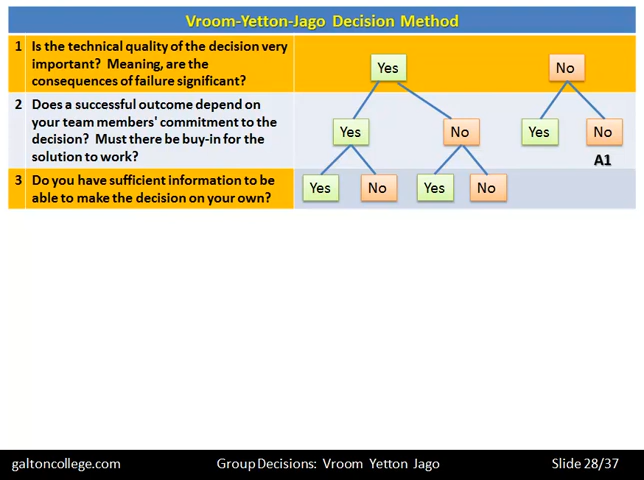 Vroom-Yetton-Jago Decision Method
1 Is the technical quality of the decision very
important? Meaning, are the
consequences of failure significant?
Yes No
2 Does a successful outcome depend on
your team members' commitment to the
decision? Must there be buy-in for the
solution to work?
Yes No Yes No
A1
3 Do you have sufficient information to be
able to make the decision on your own?
Yes No Yes No
galtoncollege.com Group Decisions: Vroom Yetton Jago Slide 28/37